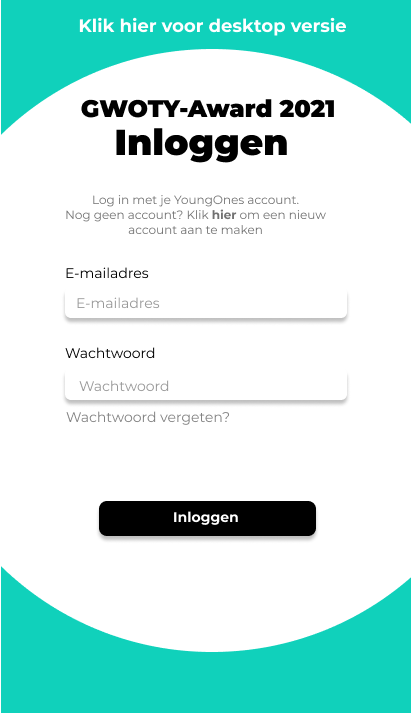 Klik hier voor desktop versie
GWOTY-Award 2021
Inloggen
Log in met je YoungOnes account.
Nog geen account? Klik hier om een nieuw
account aan te maken
E-mailadres
E-mailadres
Wachtwoord
Wachtwoord
Wachtwoord vergeten?
Inloggen